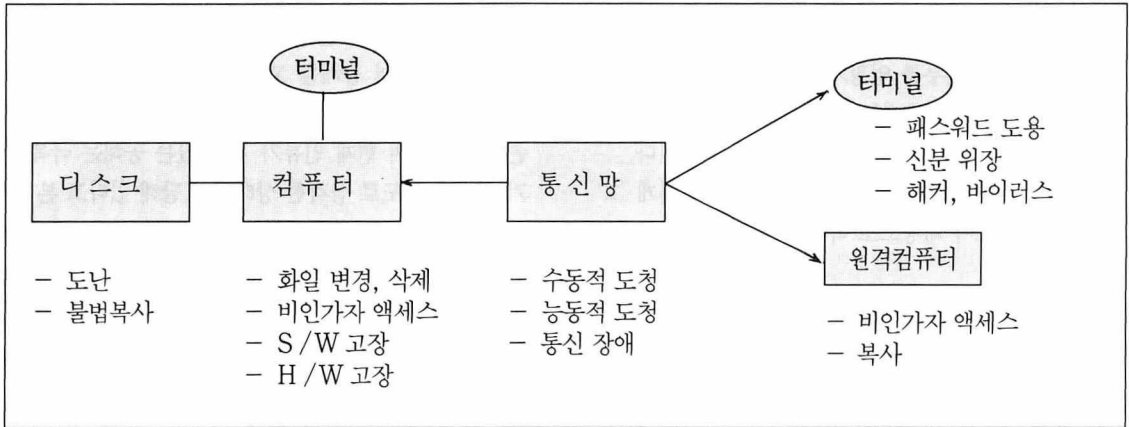 터미널
디스크
컴퓨터
통신망
터미널
- 패스워드 도용
- 신분 위장
- 해커, 바이러스
원격컴퓨터
- 도난
- 불법복사
- 화일 변경, 삭제
- 비인가자 액세스
- S/W 고장
- H/W 고장
- 수동적 도청
- 능동적 도청
- 통신 장애
- 비인가자 액세스
- 복사